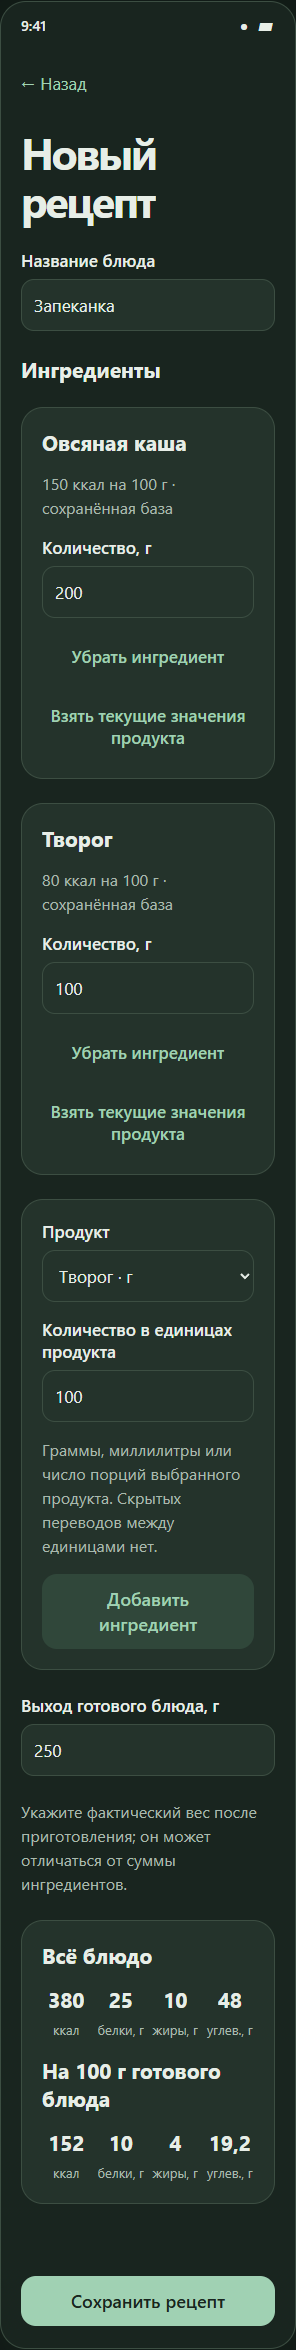 9:41
← Назад
Новый
рецепт
Название блюда
Запеканка
Ингредиенты
Овсяная каша
150 ккал на 100 г ·
сохранённая база
Количество, г
200
Убрать ингредиент
Взять текущие значения
продукта
Творог
80 ккал на 100 г ·
сохранённая база
Количество, г
100
Убрать ингредиент
Взять текущие значения
продукта
Продукт
Творог · г
Количество в единицах
продукта
100
Граммы, миллилитры или
число порций выбранного
продукта. Скрытых
переводов между
единицами нет.
Добавить
ингредиент
Выход готового блюда, г
250
Укажите фактический вес после
приготовления; он может
отличаться от суммы
ингредиентов.
Всё блюдо
380 25 10 48
ккал белки, г жиры, г углев., г
На 100 г готового
блюда
152 10 4 19,2
ккал белки, г жиры, г углев., г
Сохранить рецепт